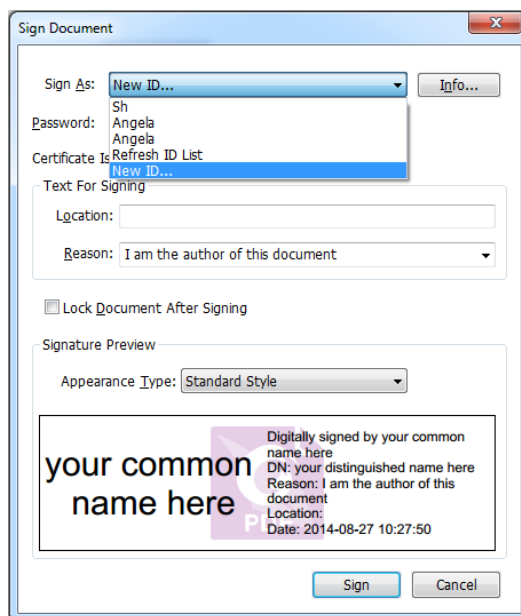 Sign Document
Sign As: New ID... Info...
Sh
Password: Angela
Angela
Certificate Is Refresh ID List
New ID...
Text For Signing
Location:
Reason: I am the author of this document
Lock Document After Signing
Signature Preview
Appearance Type: Standard Style
your common
name here
Digitally signed by your common
name here
DN: your distinguished name here
Reason: I am the author of this
document
Location:
Date: 2014-08-27 10:27:50
PDF
Sign Cancel